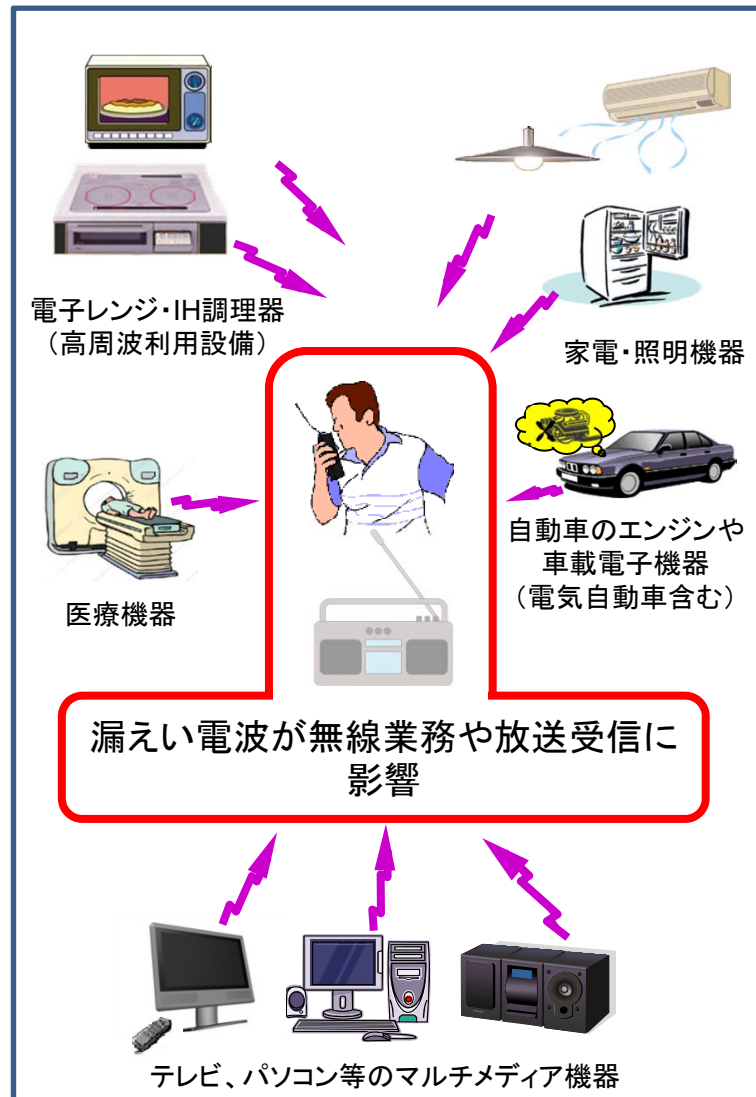 電子レンジ・IH調理器
（高周波利用設備）
家電・照明機器
医療機器
自動車のエンジンや
車載電子機器
（電気自動車含む）
漏えい電波が無線業務や放送受信に
影響
テレビ、パソコン等のマルチメディア機器